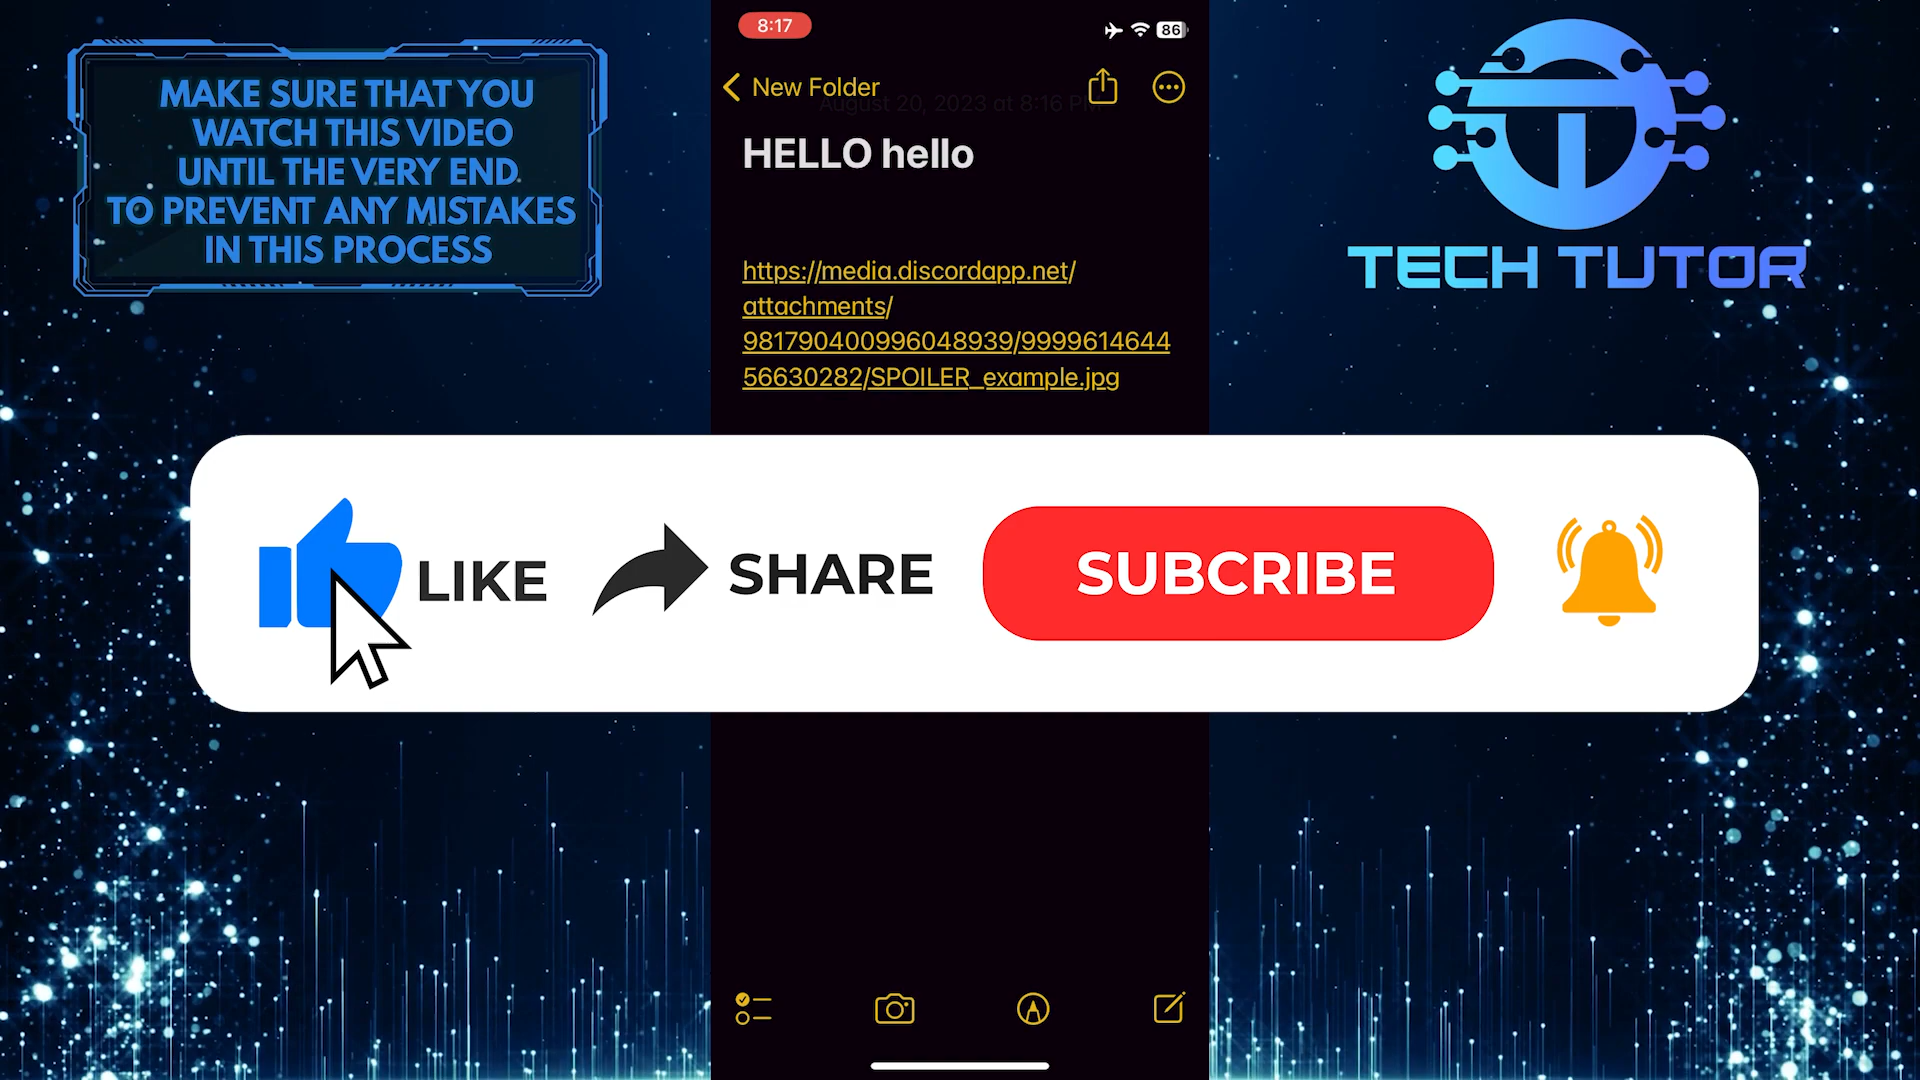 MAKE SURE THAT YOU
WATCH THIS VIDEO
UNTIL THE VERY END
TO PREVENT ANY MISTAKES
IN THIS PROCESS
8:17
86
New Folder
August 20, 2023 at 8:16 PM
HELLO hello
https://media.discordapp.net/
attachments/
981790400996048939/9999614644
56630282/SPOILER_example.jpg
TECH TUTOR
LIKE
SHARE
SUBCRIBE